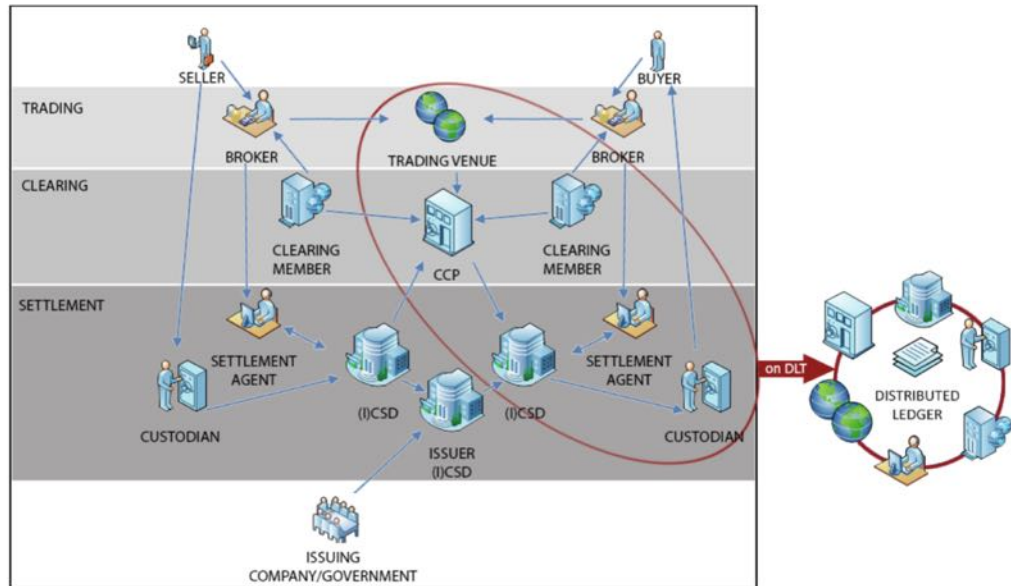 SELLER
BUYER
TRADING
BROKER
TRADING VENUE
BROKER
CLEARING
CLEARING
MEMBER
CCP
CLEARING
MEMBER
SETTLEMENT
SETTLEMENT
AGENT
(I)CSD
(I)CSD
SETTLEMENT
AGENT
CUSTODIAN
ISSUER
(I)CSD
CUSTODIAN
ISSUING
COMPANY/GOVERNMENT
on DLT
DISTRIBUTED
LEDGER